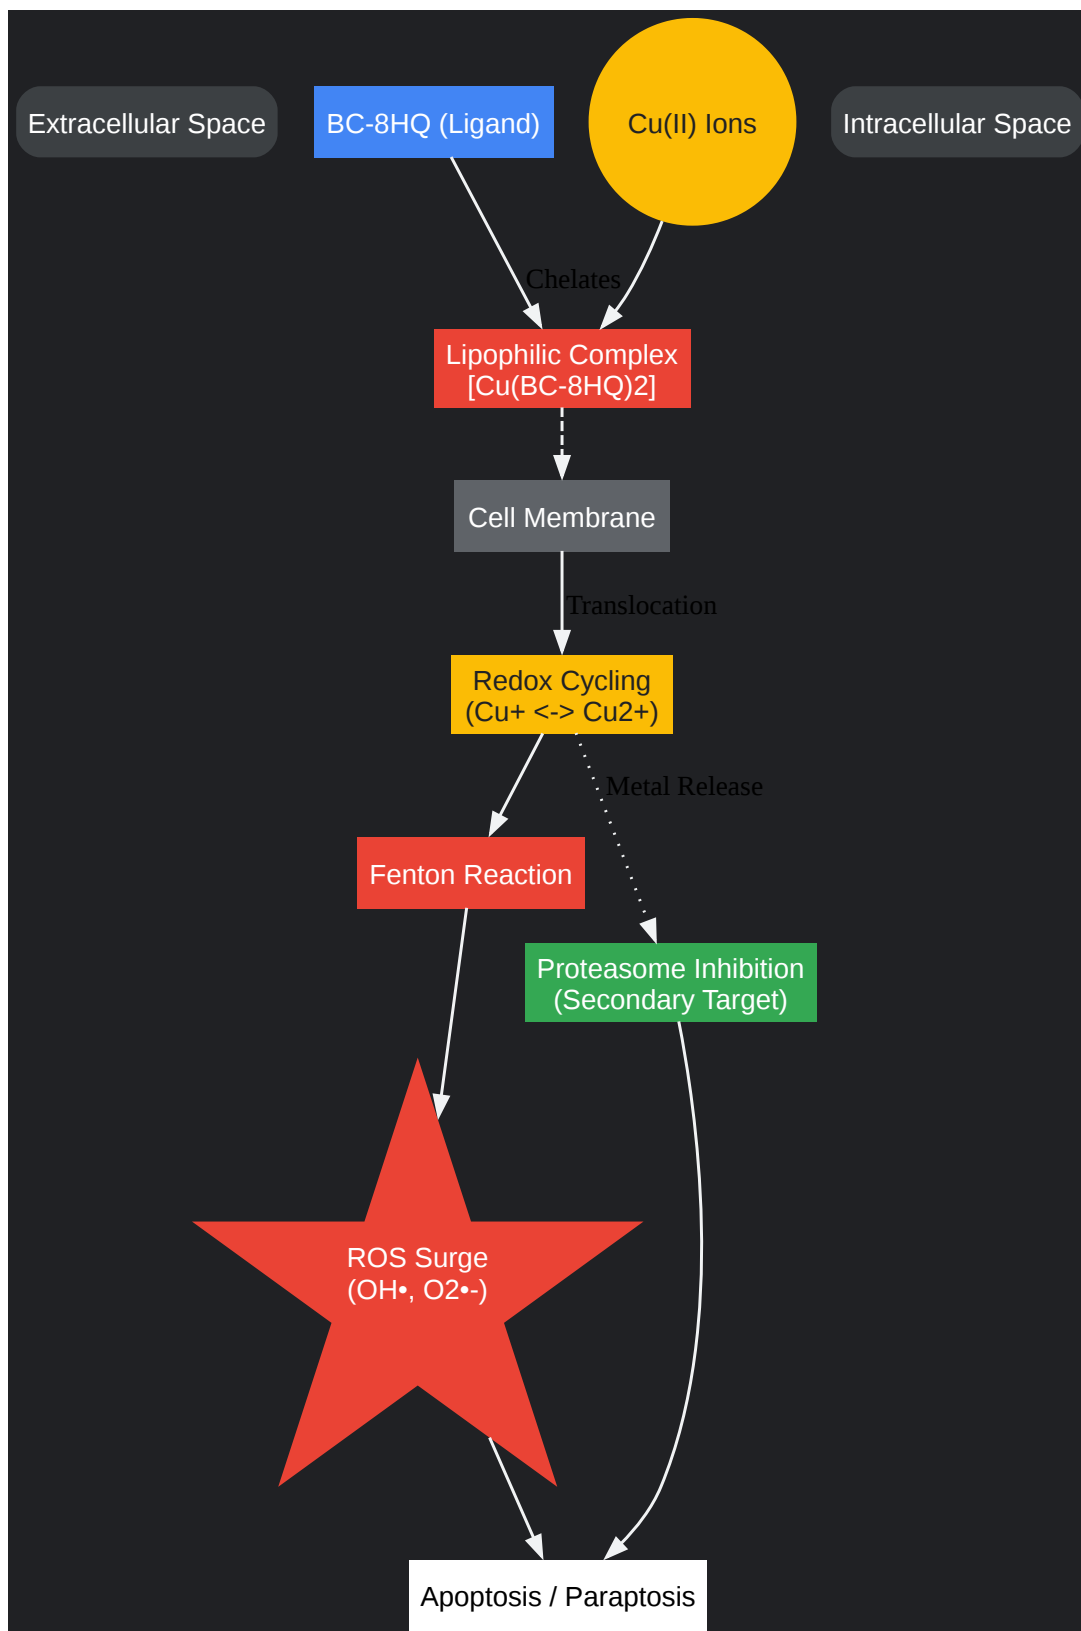 Extracellular Space
BC-8HQ (Ligand)
Cu(II) Ions
Intracellular Space
Chelates
Lipophilic Complex
[Cu(BC-8HQ)2]
Cell Membrane
Translocation
Redox Cycling
(Cu+ <-> Cu2+)
Metal Release
Fenton Reaction
Proteasome Inhibition
(Secondary Target)
ROS Surge
(OH•, O2•-)
Apoptosis / Paraptosis